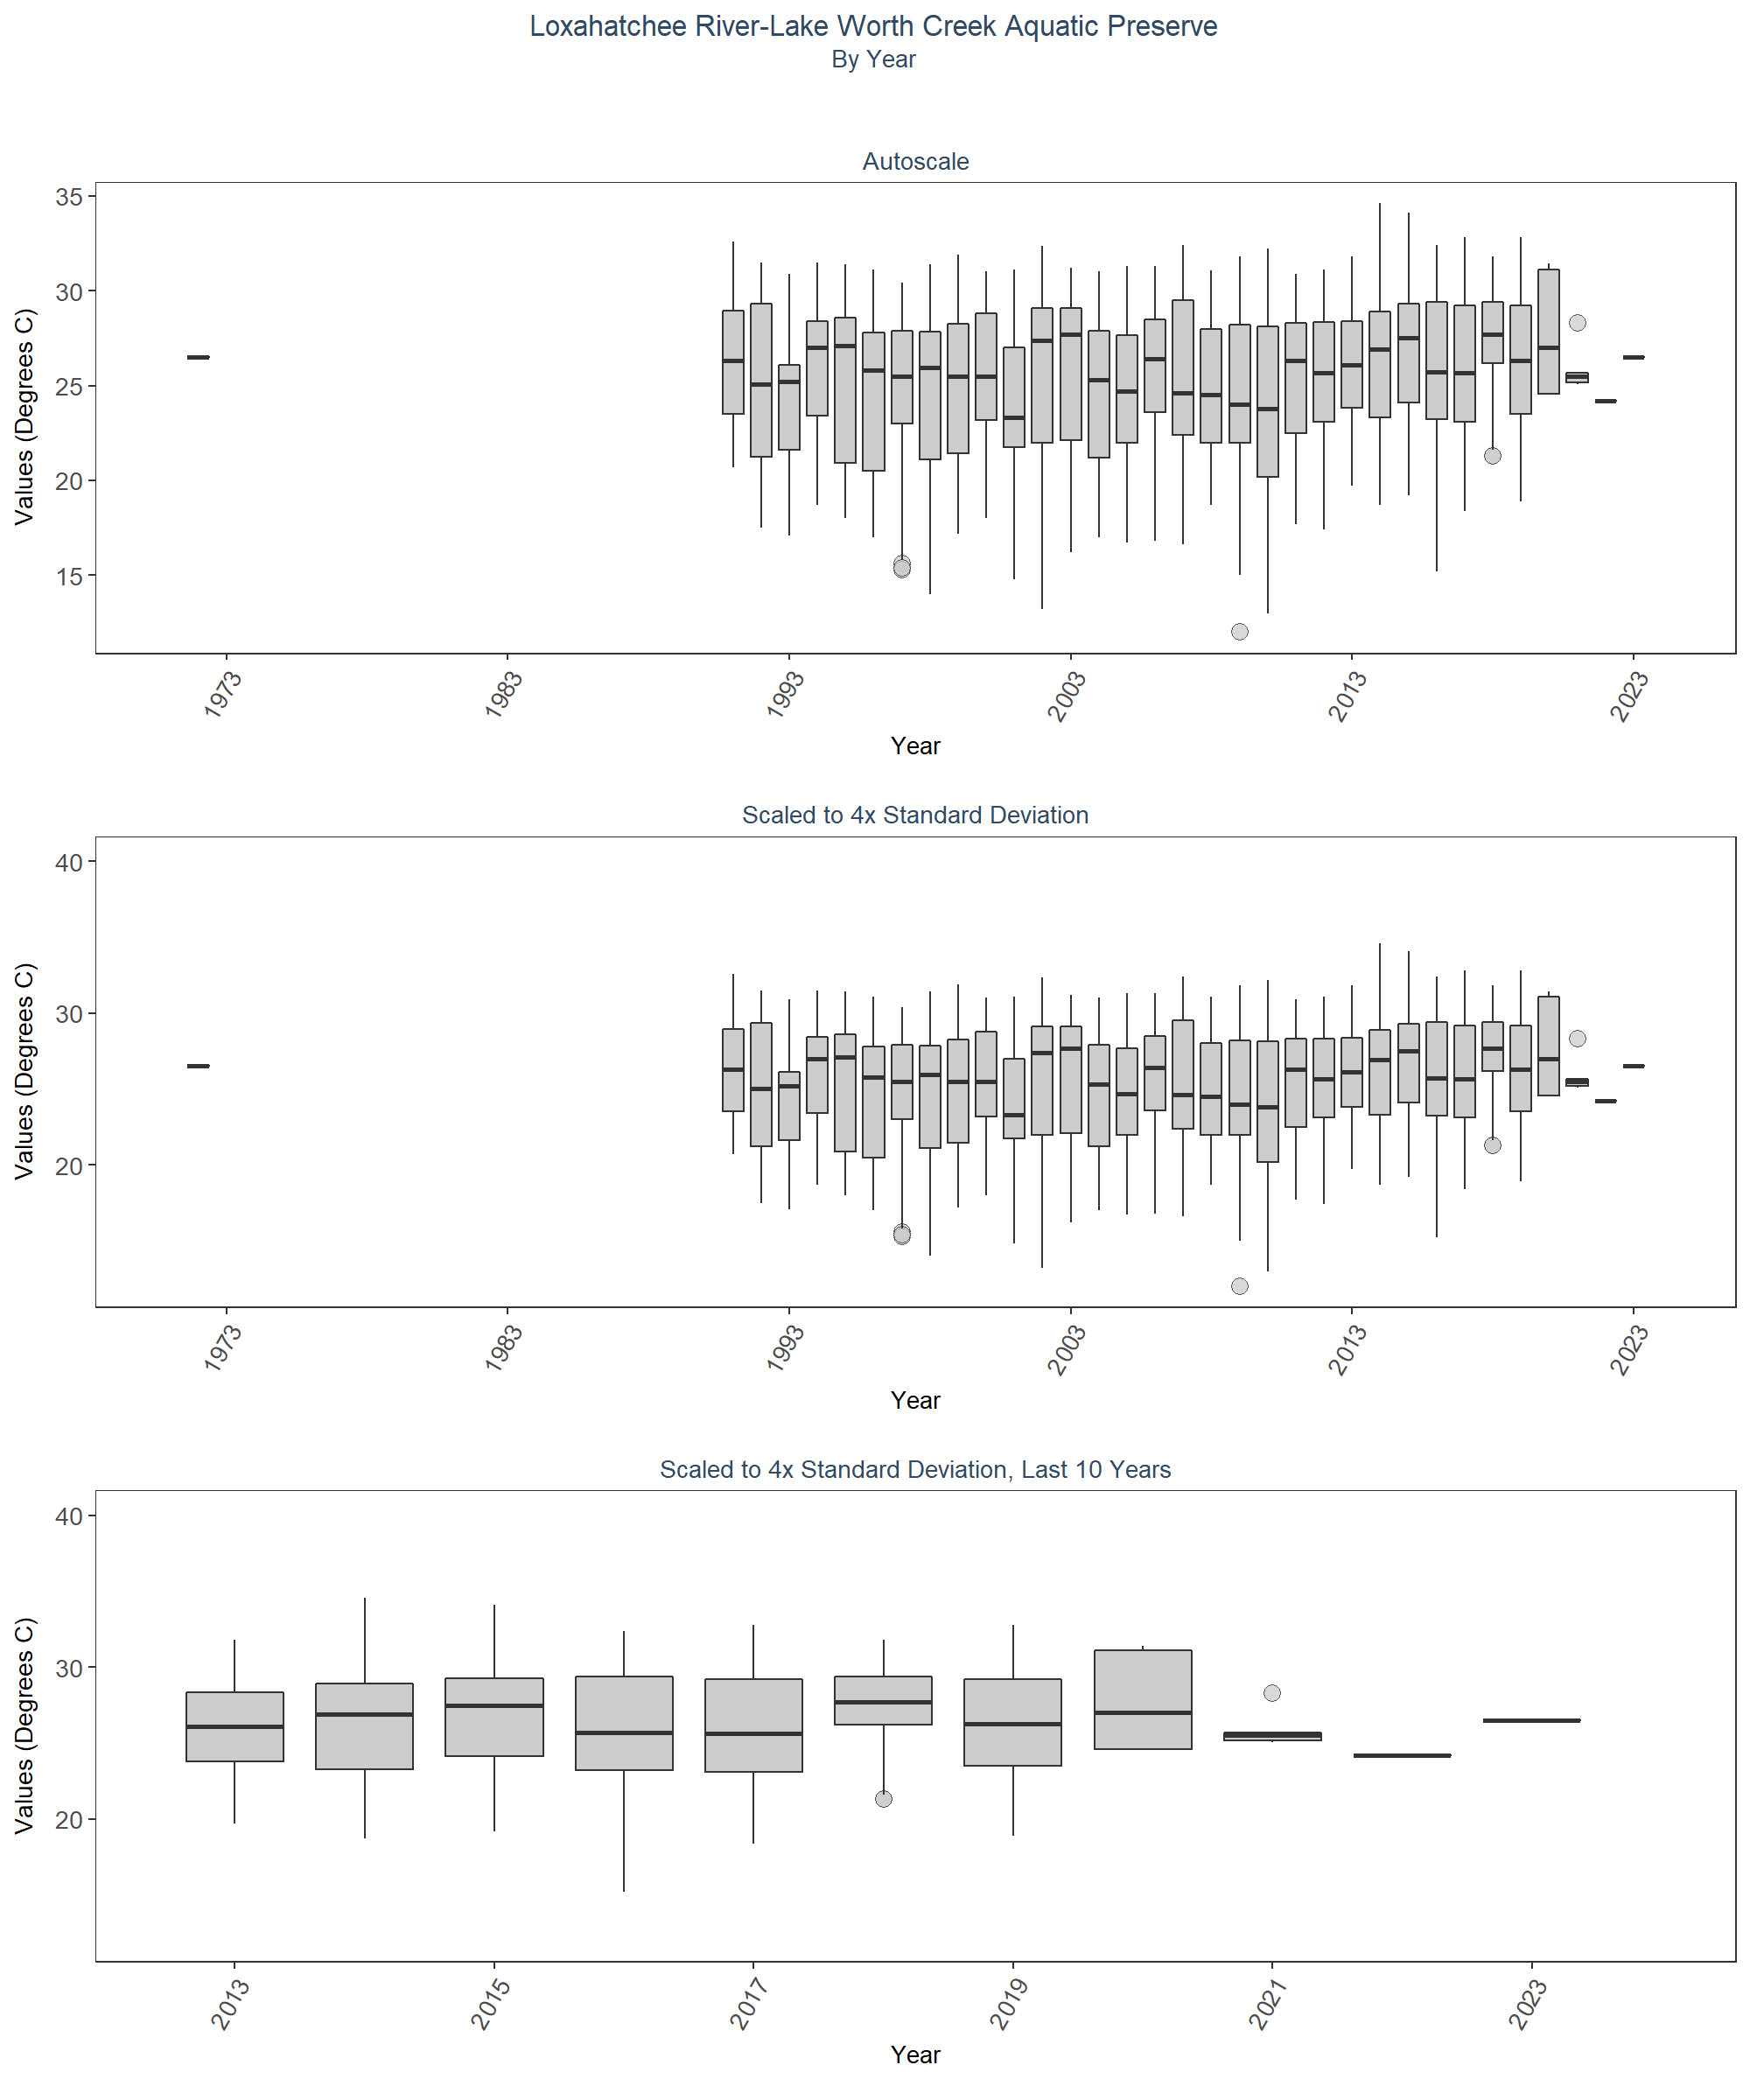 Loxahatchee River-Lake Worth Creek Aquatic Preserve
By Year
Autoscale
Values (Degrees C)
35
30
25
20
15
1973
1983
1993
2003
2013
2023
Year
Scaled to 4x Standard Deviation
Values (Degrees C)
40
30
20
1973
1983
1993
2003
2013
2023
Year
Scaled to 4x Standard Deviation, Last 10 Years
Values (Degrees C)
40
30
20
2013
2015
2017
2019
2021
2023
Year